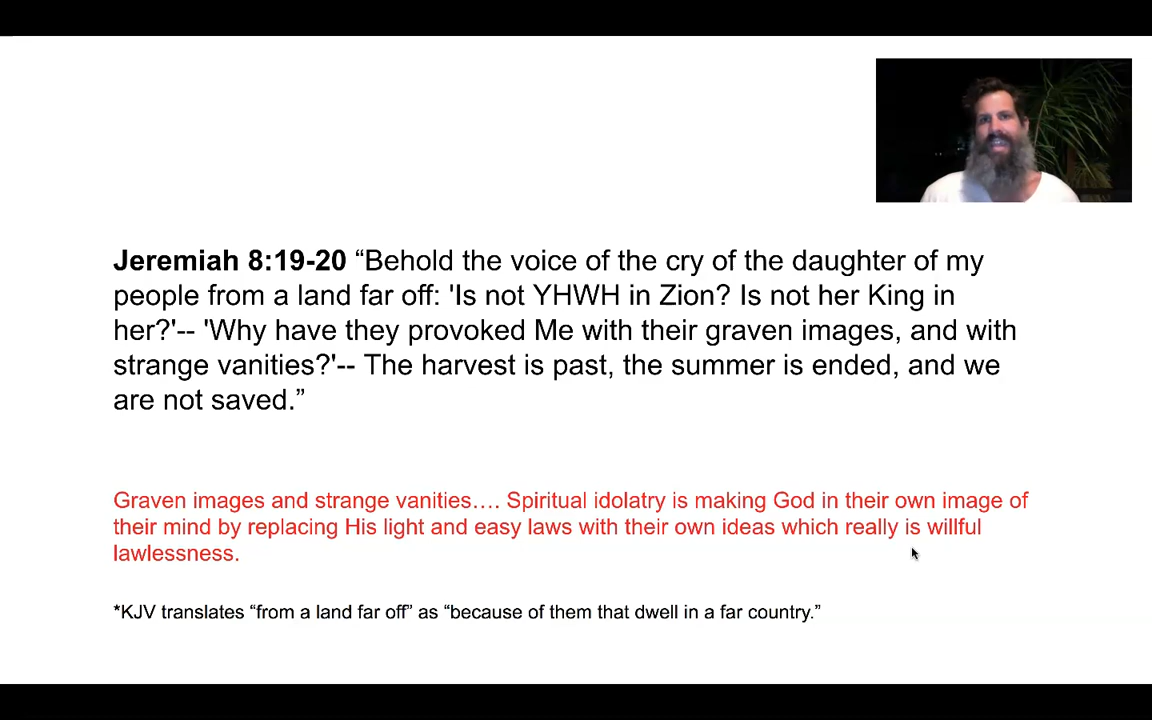 Jeremiah 8:19-20 “Behold the voice of the cry of the daughter of my
people from a land far off: 'Is not YHWH in Zion? Is not her King in
her?'-- 'Why have they provoked Me with their graven images, and with
strange vanities?'-- The harvest is past, the summer is ended, and we
are not saved.”
Graven images and strange vanities…. Spiritual idolatry is making God in their own image of
their mind by replacing His light and easy laws with their own ideas which really is willful
lawlessness.
*KJV translates “from a land far off” as “because of them that dwell in a far country.”